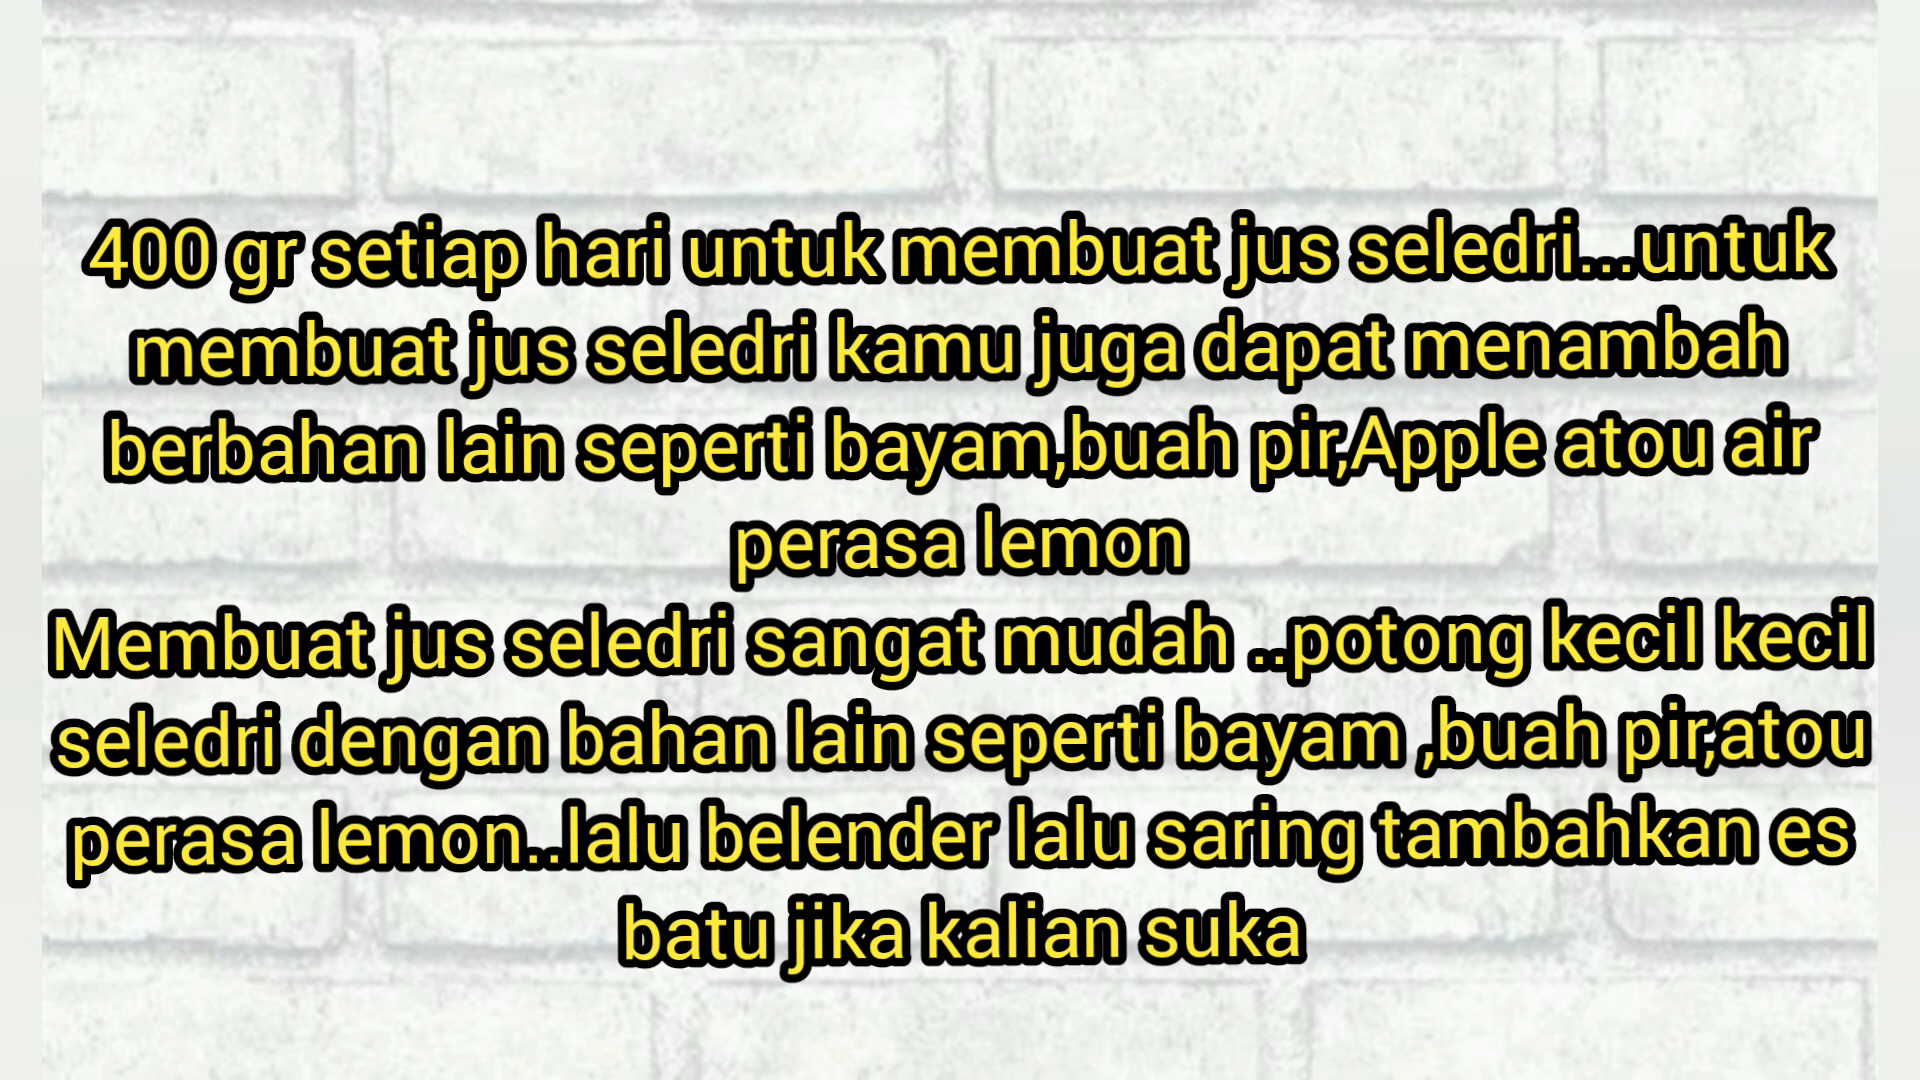 400 gr setiap hari untuk membuat jus seledri...untuk
membuat jus seledri kamu juga dapat menambah
berbahan lain seperti bayam,buah pir,Apple atou air
perasa lemon
Membuat jus seledri sangat mudah ..potong kecil kecil
seledri dengan bahan lain seperti bayam ,buah pir,atou
perasa lemon..lalu belender lalu saring tambahkan es
batu jika kalian suka